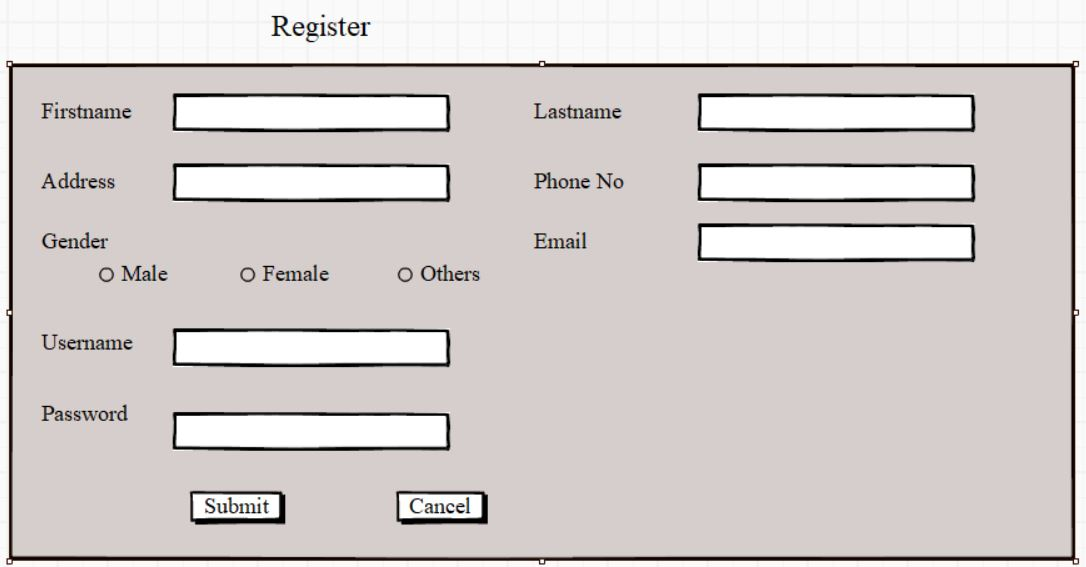 Register
Firstname
Lastname
Address
Phone No
Gender
Email
Male Female Others
Username
Password
Submit Cancel